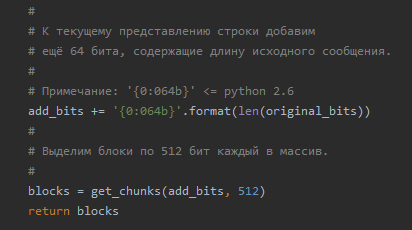 #
# К текущему представлению строки добавим
# ещё 64 бита, содержащие длину исходного сообщения.
#
# Примечание: '{0:064b}' <= python 2.6
add_bits += '{0:064b}'.format(len(original_bits))
#
# Выделим блоки по 512 бит каждый в массив.
#
blocks = get_chunks(add_bits, 512)
return blocks